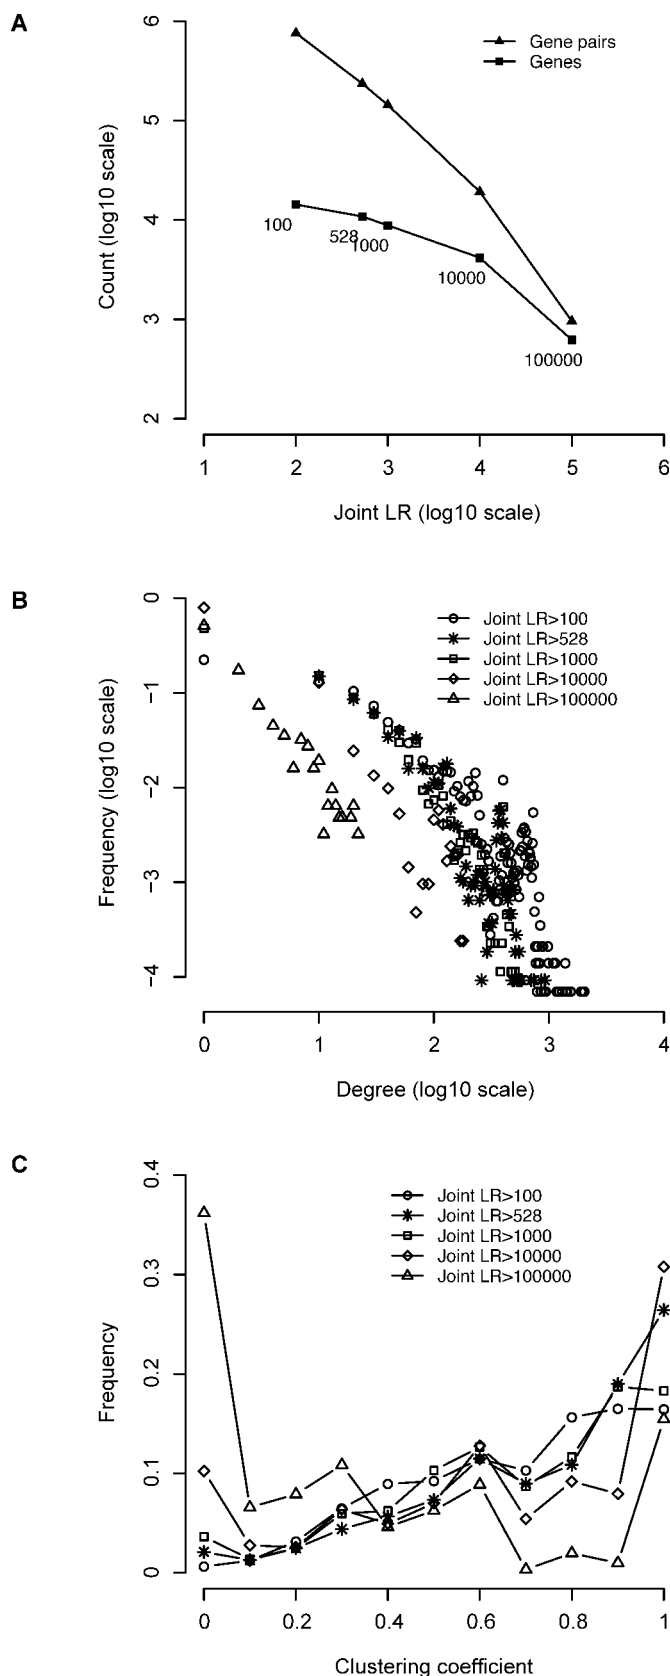 A
6
5
4
3
2
Count (log10 scale)
Gene pairs
Genes
100
528
1000
10000
100000
1 2 3 4 5 6
Joint LR (log10 scale)
B
0
−1
−2
−3
−4
Frequency (log10 scale)
Joint LR>100
Joint LR>528
Joint LR>1000
Joint LR>10000
Joint LR>100000
0 1 2 3 4
Degree (log10 scale)
C
0.4
0.3
0.2
0.1
0
Frequency
Joint LR>100
Joint LR>528
Joint LR>1000
Joint LR>10000
Joint LR>100000
0 0.2 0.4 0.6 0.8 1
Clustering coefficient